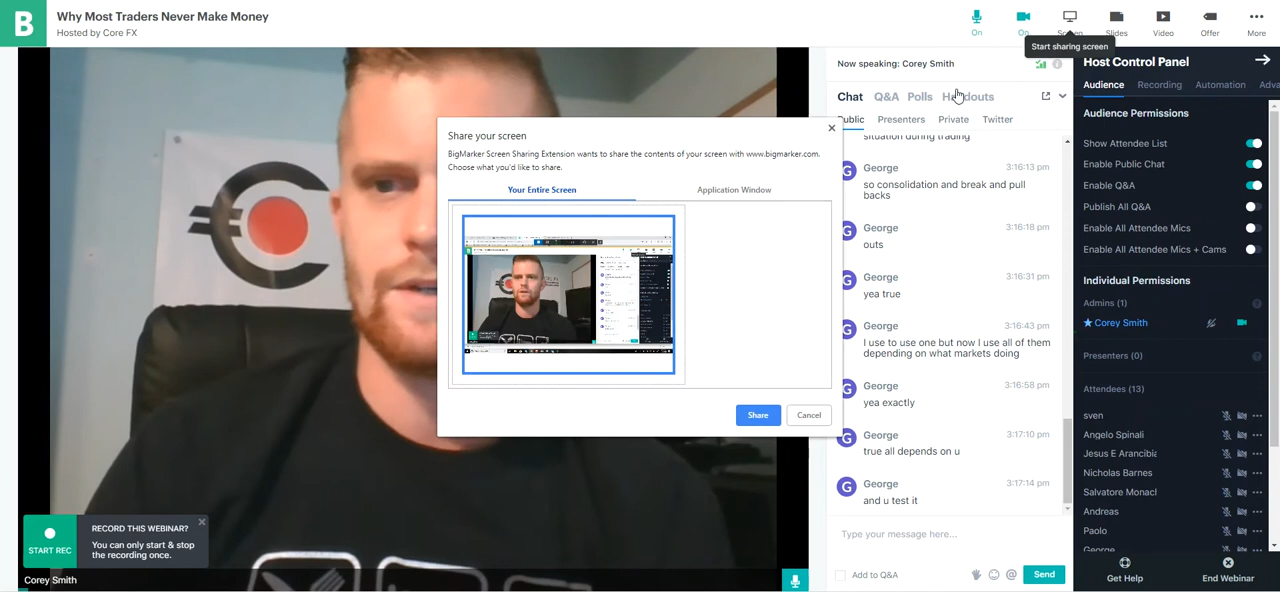 B
Why Most Traders Never Make Money
Hosted by Core FX
On
On
Screen
Slides
Video
Offer
More
Start sharing screen
Now speaking: Corey Smith
Chat Q&A Polls Handouts
Public Presenters Private Twitter
situation during trading
G George 3:16:13 pm
so consolidation and break and pull
backs
G George 3:16:18 pm
outs
G George 3:16:31 pm
yea true
G George 3:16:43 pm
I use to use one but now I use all of them
depending on what markets doing
G George 3:16:58 pm
yea exactly
G George 3:17:10 pm
true all depends on u
G George 3:17:14 pm
and u test it
Type your message here...
Add to Q&A
@
Send
Share your screen
BigMarker Screen Sharing Extension wants to share the contents of your screen with www.bigmarker.com.
Choose what you'd like to share.
Your Entire Screen Application Window
Share Cancel
Host Control Panel
Audience Recording Automation Adva
Audience Permissions
Show Attendee List
Enable Public Chat
Enable Q&A
Publish All Q&A
Enable All Attendee Mics
Enable All Attendee Mics + Cams
Individual Permissions
Admins (1)
Corey Smith
Presenters (0)
Attendees (13)
sven
Angelo Spinali
Jesus E Arancibia
Nicholas Barnes
Salvatore Monacl
Andreas
Paolo
George
Get Help
End Webinar
START REC
RECORD THIS WEBINAR?
You can only start & stop
the recording once.
Corey Smith